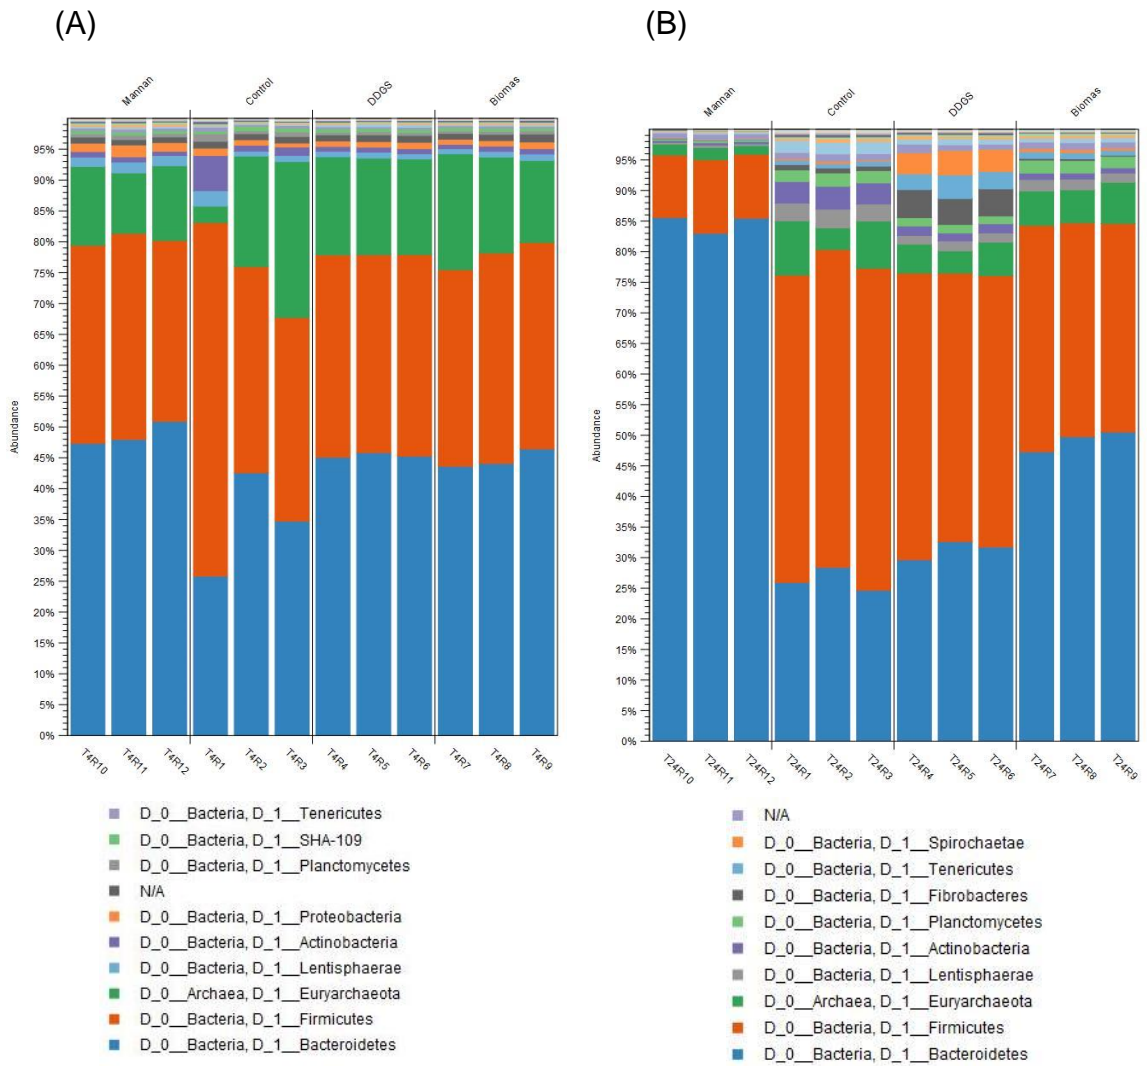 (A)
Mannan
Control
DDGS
Biomas
95%
90%
85%
80%
75%
70%
65%
60%
55%
50%
45%
40%
35%
30%
25%
20%
15%
10%
5%
0%
Abundance
T4R10
T4R11
T4R12
T4R1
T4R2
T4R3
T4R4
T4R5
T4R6
T4R7
T4R8
T4R9
D_0__Bacteria, D_1__Tenericutes
D_0__Bacteria, D_1__SHA-109
D_0__Bacteria, D_1__Planctomycetes
N/A
D_0__Bacteria, D_1__Proteobacteria
D_0__Bacteria, D_1__Actinobacteria
D_0__Bacteria, D_1__Lentisphaerae
D_0__Archaea, D_1__Euryarchaeota
D_0__Bacteria, D_1__Firmicutes
D_0__Bacteria, D_1__Bacteroidetes
(B)
Mannan
Control
DDGS
Biomas
95%
90%
85%
80%
75%
70%
65%
60%
55%
50%
45%
40%
35%
30%
25%
20%
15%
10%
5%
0%
Abundance
T24R10
T24R11
T24R12
T24R1
T24R2
T24R3
T24R4
T24R5
T24R6
T24R7
T24R8
T24R9
N/A
D_0__Bacteria, D_1__Spirochaetae
D_0__Bacteria, D_1__Tenericutes
D_0__Bacteria, D_1__Fibrobacteres
D_0__Bacteria, D_1__Planctomycetes
D_0__Bacteria, D_1__Actinobacteria
D_0__Bacteria, D_1__Lentisphaerae
D_0__Archaea, D_1__Euryarchaeota
D_0__Bacteria, D_1__Firmicutes
D_0__Bacteria, D_1__Bacteroidetes